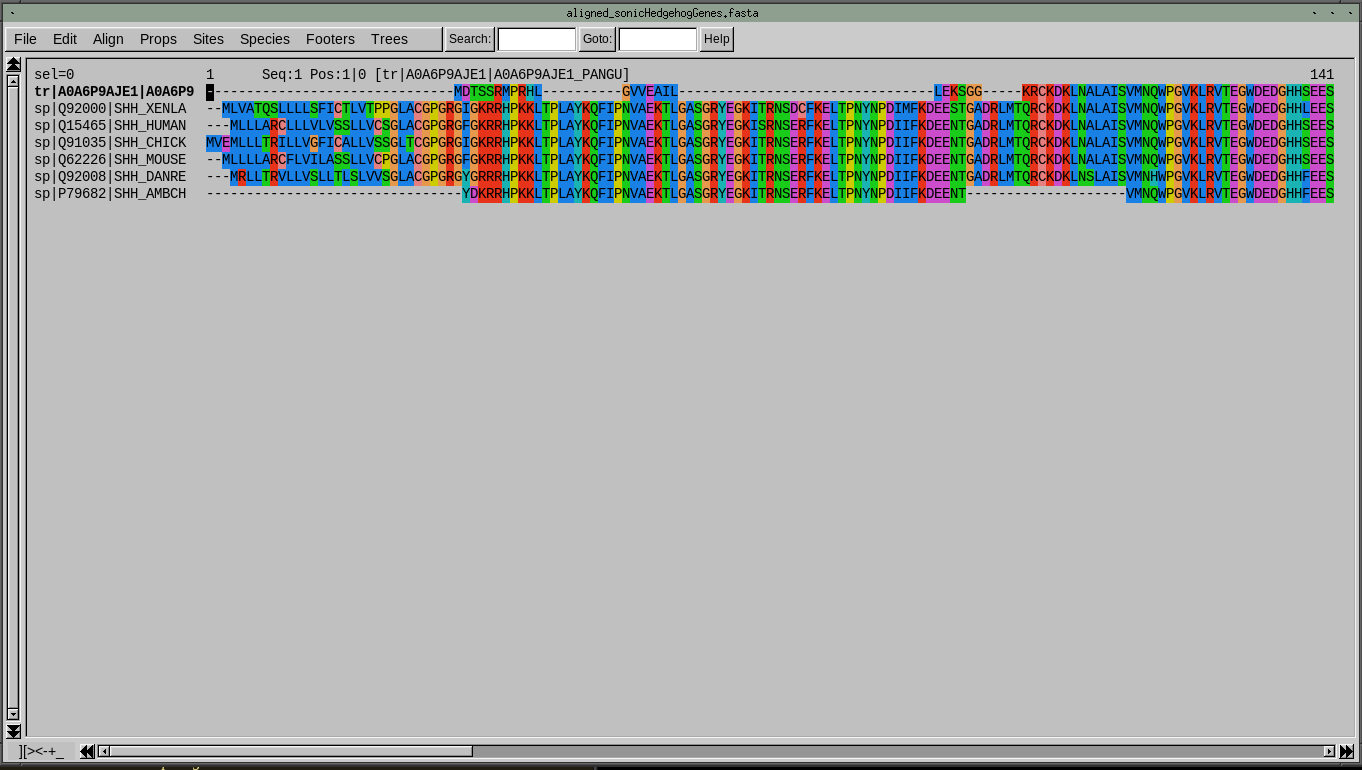 aligned_sonicHedgehogGenes.fasta
File Edit Align Props Sites Species Footers Trees Search: Goto: Help
sel=0 1 Seq:1 Pos:1|0 [tr|A0A6P9AJE1|A0A6P9AJE1_PANGU] 141
tr|A0A6P9AJE1|A0A6P9 -------------------------------MDTSSRMPRHL----------GVVEAIL--------------------------------LEKSGG-----KRCKDKLNALAISVMNQWPGVKLRVTEGWDEDGHHSEES
sp|Q92000|SHH_XENLA --MLVATQSLLLLSFICTLVTPPGLACGPGRGIGKRRHPKKLTPLAYKQFIPNVAEKTLGASGRYEGKITRNSDCFKELTPNYNPDIMFKDEESTGADRLMTQRCKDKLNALAISVMNQWPGVKLRVTEGWDEDGHHLEES
sp|Q15465|SHH_HUMAN ---MLLLARCLLLVLVSSLLVCSGLACGPGRGFGKRRHPKKLTPLAYKQFIPNVAEKTLGASGRYEGKISRNSERFKELTPNYNPDIIFKDEENTGADRLMTQRCKDKLNALAISVMNQWPGVKLRVTEGWDEDGHHSEES
sp|Q91035|SHH_CHICK MVEMLLLTRILLVGFICALLVSSGLTCGPGRGIGKRRHPKKLTPLAYKQFIPNVAEKTLGASGRYEGKITRNSERFKELTPNYNPDIIFKDEENTGADRLMTQRCKDKLNALAISVMNQWPGVKLRVTEGWDEDGHHSEES
sp|Q62226|SHH_MOUSE --MLLLLARCFLVILASSLLVCPGLACGPGRGFGKRRHPKKLTPLAYKQFIPNVAEKTLGASGRYEGKITRNSERFKELTPNYNPDIIFKDEENTGADRLMTQRCKDKLNALAISVMNQWPGVKLRVTEGWDEDGHHSEES
sp|Q92008|SHH_DANRE ---MRLLTRVLLVSLLTLSLVVSGLACGPGRGYGRRRHPKKLTPLAYKQFIPNVAEKTLGASGRYEGKITRNSERFKELTPNYNPDIIFKDEENTGADRLMTQRCKDKLNSLAISVMNHWPGVKLRVTEGWDEDGHHFEES
sp|P79682|SHH_AMBCH --------------------------------YDKRRHPKKLTPLAYKQFIPNVAEKTLGASGRYEGKITRNSERFKELTPNYNPDIIFKDEENT--------------------VMNQWPGVKLRVTEGWDEDGHHFEES
][><-+_